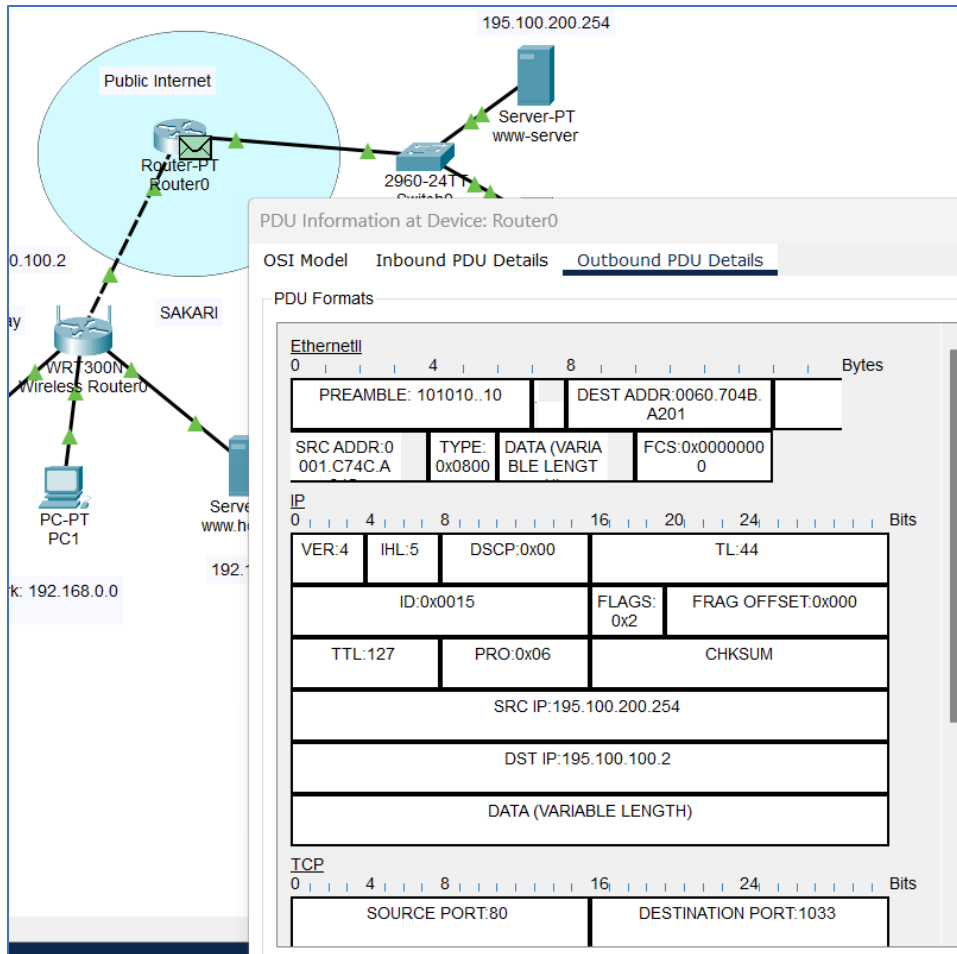 195.100.200.254
Public Internet
Server-PT
www-server
Router-PT
Router0
2960-24TT
Switch0
0.100.2
ay
SAKARI
WRT300N
Wireless Router0
PC-PT
PC1
Serve
www.h
192.
k: 192.168.0.0
PDU Information at Device: Router0
OSI Model Inbound PDU Details Outbound PDU Details
PDU Formats
EthernetII
0 4 8 Bytes
PREAMBLE: 101010..10
DEST ADDR:0060.704B.
A201
SRC ADDR:0
001.C74C.A
TYPE:
0x0800
DATA (VARIA
BLE LENGT
FCS:0x0000000
0
IP
0 4 8 16 20 24 Bits
VER:4 IHL:5 DSCP:0x00 TL:44
ID:0x0015 FLAGS:
0x2
FRAG OFFSET:0x000
TTL:127 PRO:0x06 CHKSUM
SRC IP:195.100.200.254
DST IP:195.100.100.2
DATA (VARIABLE LENGTH)
TCP
0 4 8 16 24 Bits
SOURCE PORT:80 DESTINATION PORT:1033